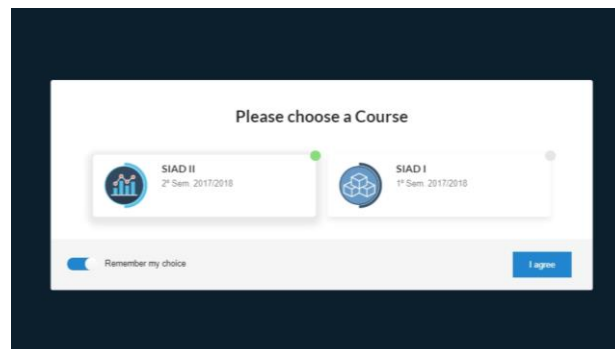 Please choose a Course
SIAD II
2º Sem. 2017/2018
SIAD I
1º Sem. 2017/2018
Remember my choice
I agree